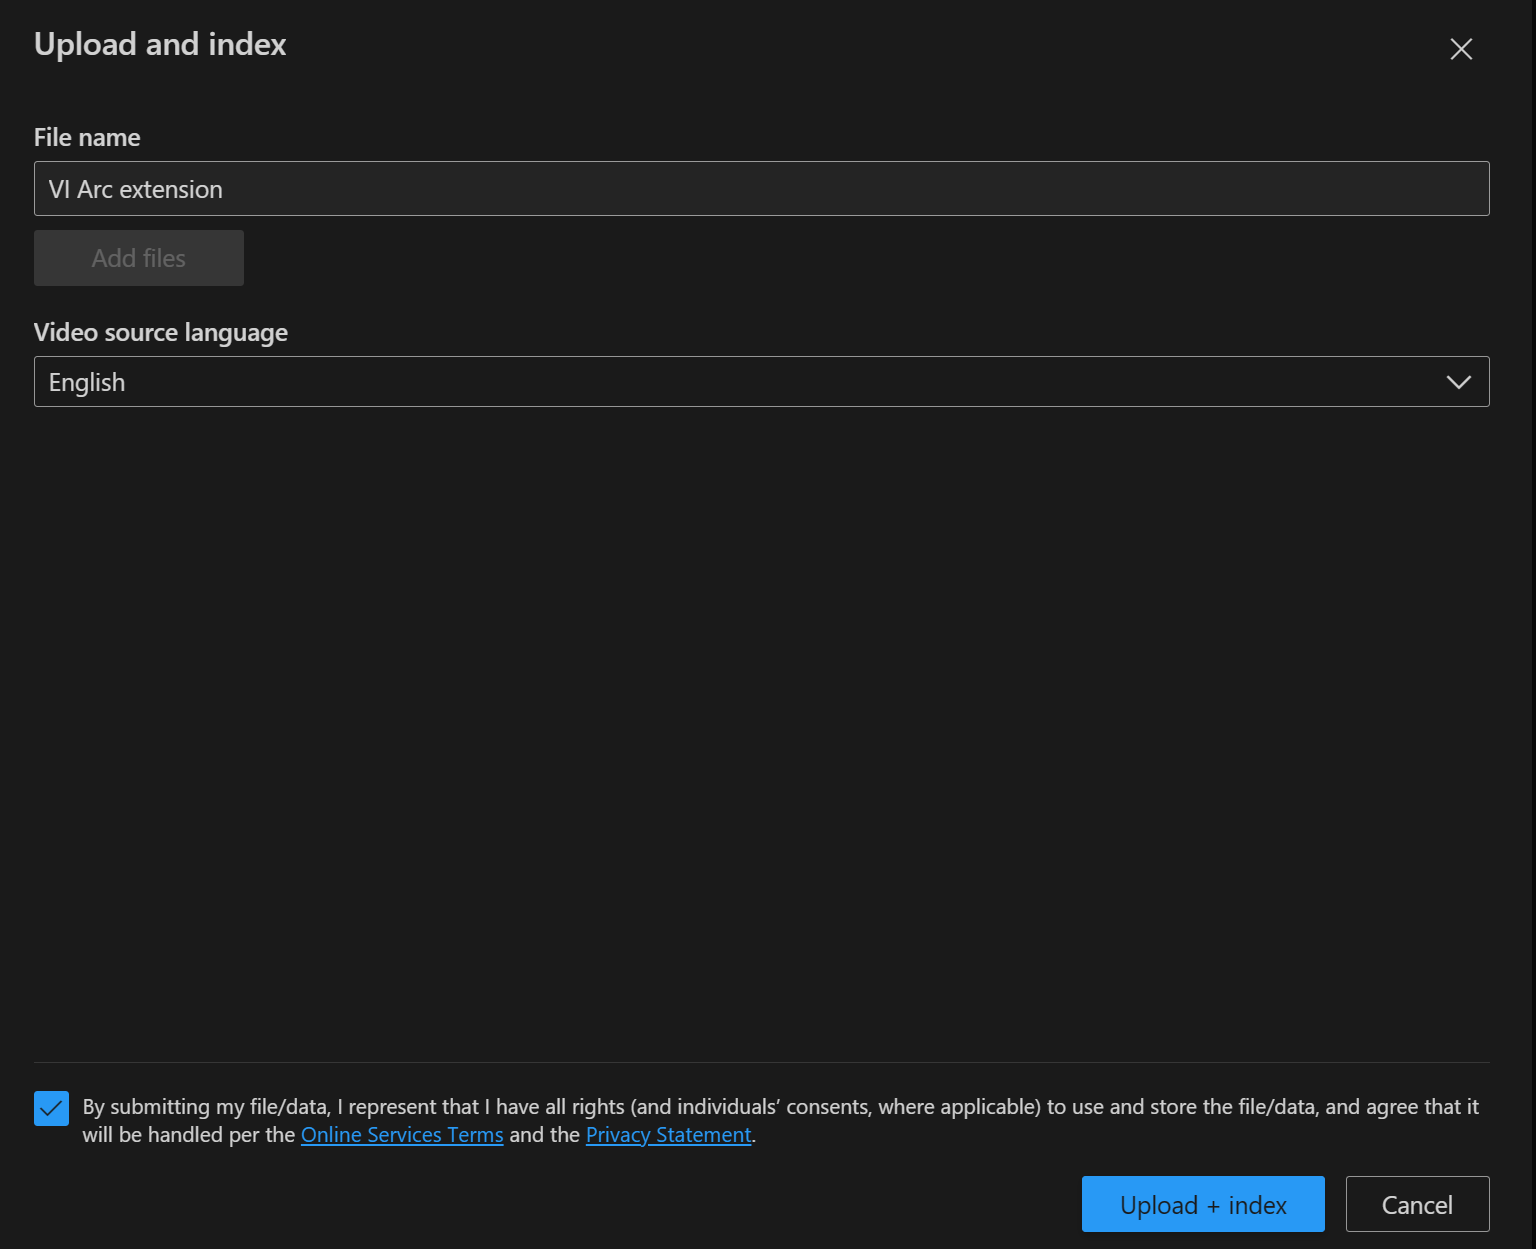 Upload and index
File name
VI Arc extension
Add files
Video source language
English
By submitting my file/data, I represent that I have all rights (and individuals’ consents, where applicable) to use and store the file/data, and agree that it
will be handled per the Online Services Terms and the Privacy Statement.
Upload + index
Cancel